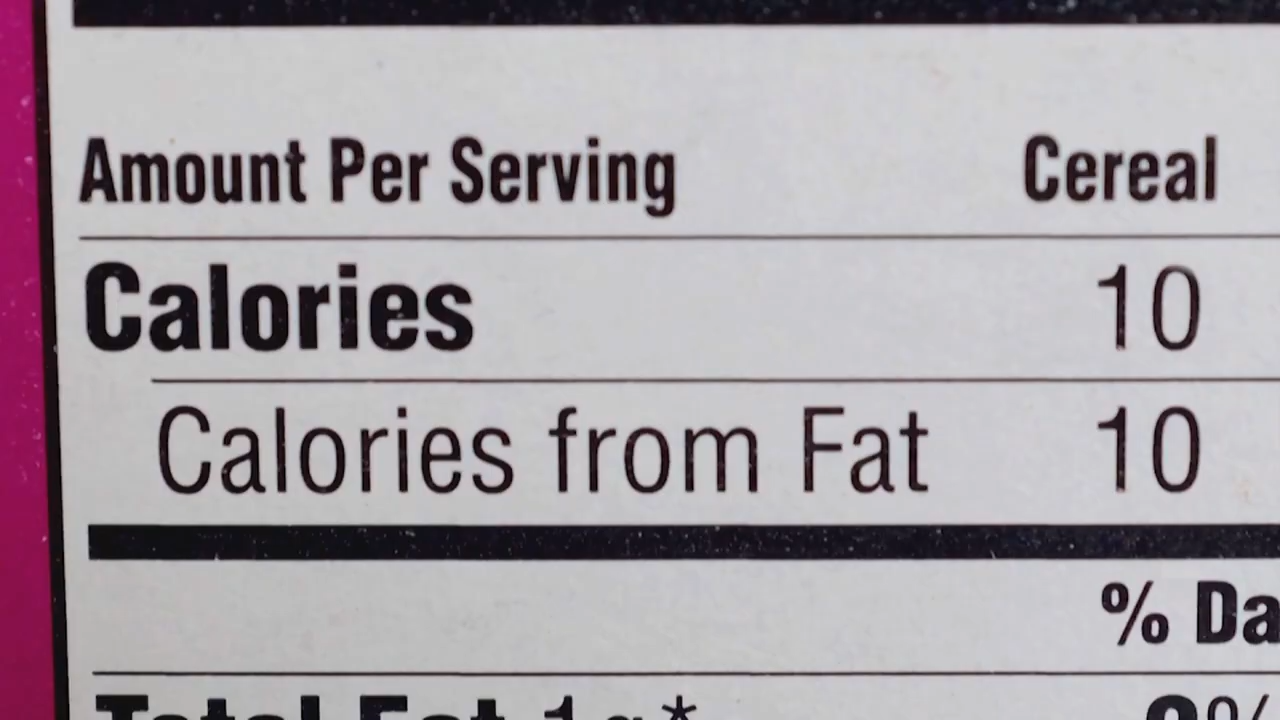 Amount Per Serving Cereal
Calories 10
Calories from Fat 10
% Da
Total Fat 1g*